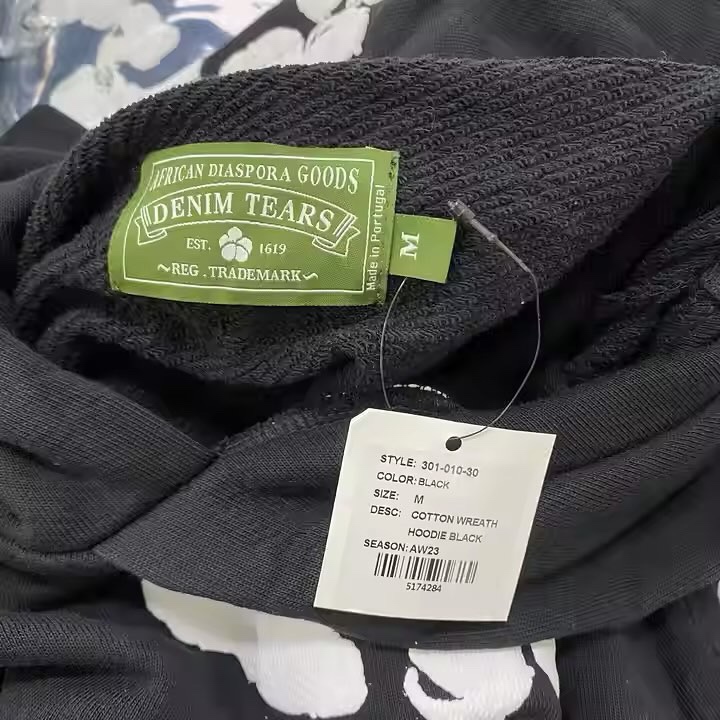 AFRICAN DIASPORA GOODS
DENIM TEARS
EST. 1619
~REG. TRADEMARK~
Made in Portugal
M
STYLE: 301-010-30
COLOR: BLACK
SIZE: M
DESC: COTTON WREATH
HOODIE BLACK
SEASON: AW23
5174284